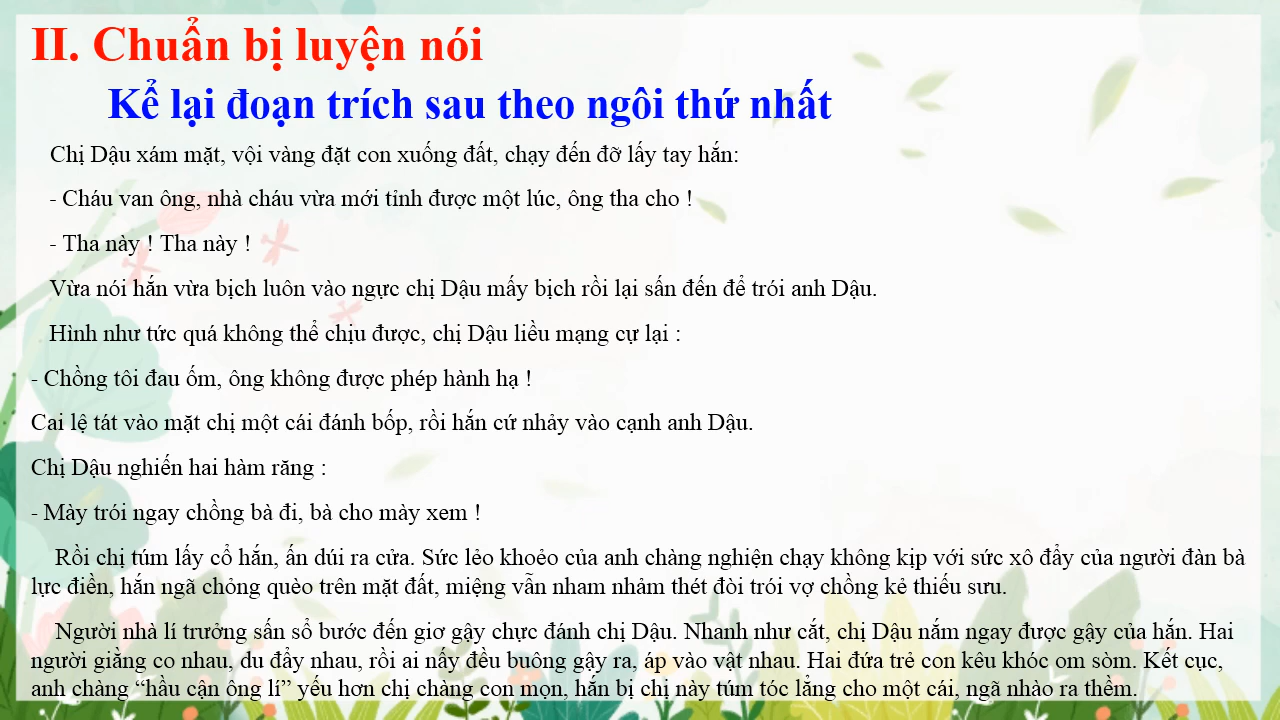 II. Chuẩn bị luyện nói
Kể lại đoạn trích sau theo ngôi thứ nhất
Chị Dậu xám mặt, vội vàng đặt con xuống đất, chạy đến đỡ lấy tay hắn:
- Cháu van ông, nhà cháu vừa mới tỉnh được một lúc, ông tha cho !
- Tha này ! Tha này !
Vừa nói hắn vừa bịch luôn vào ngực chị Dậu mấy bịch rồi lại sấn đến để trói anh Dậu.
Hình như tức quá không thể chịu được, chị Dậu liều mạng cự lại :
- Chồng tôi đau ốm, ông không được phép hành hạ !
Cai lệ tát vào mặt chị một cái đánh bốp, rồi hắn cứ nhảy vào cạnh anh Dậu.
Chị Dậu nghiến hai hàm răng :
- Mày trói ngay chồng bà đi, bà cho mày xem !
Rồi chị túm lấy cổ hắn, ấn dúi ra cửa. Sức lẻo khoẻo của anh chàng nghiện chạy không kịp với sức xô đẩy của người đàn bà
lực điền, hắn ngã chỏng quèo trên mặt đất, miệng vẫn nham nhảm thét đòi trói vợ chồng kẻ thiếu sưu.
Người nhà lí trưởng sấn sổ bước đến giơ gậy chực đánh chị Dậu. Nhanh như cắt, chị Dậu nắm ngay được gậy của hắn. Hai
người giằng co nhau, du đẩy nhau, rồi ai nấy đều buông gậy ra, áp vào vật nhau. Hai đứa trẻ con kêu khóc om sòm. Kết cục,
anh chàng “hầu cận ông lí” yếu hơn chị chàng con mọn, hắn bị chị này túm tóc lẳng cho một cái, ngã nhào ra thềm.